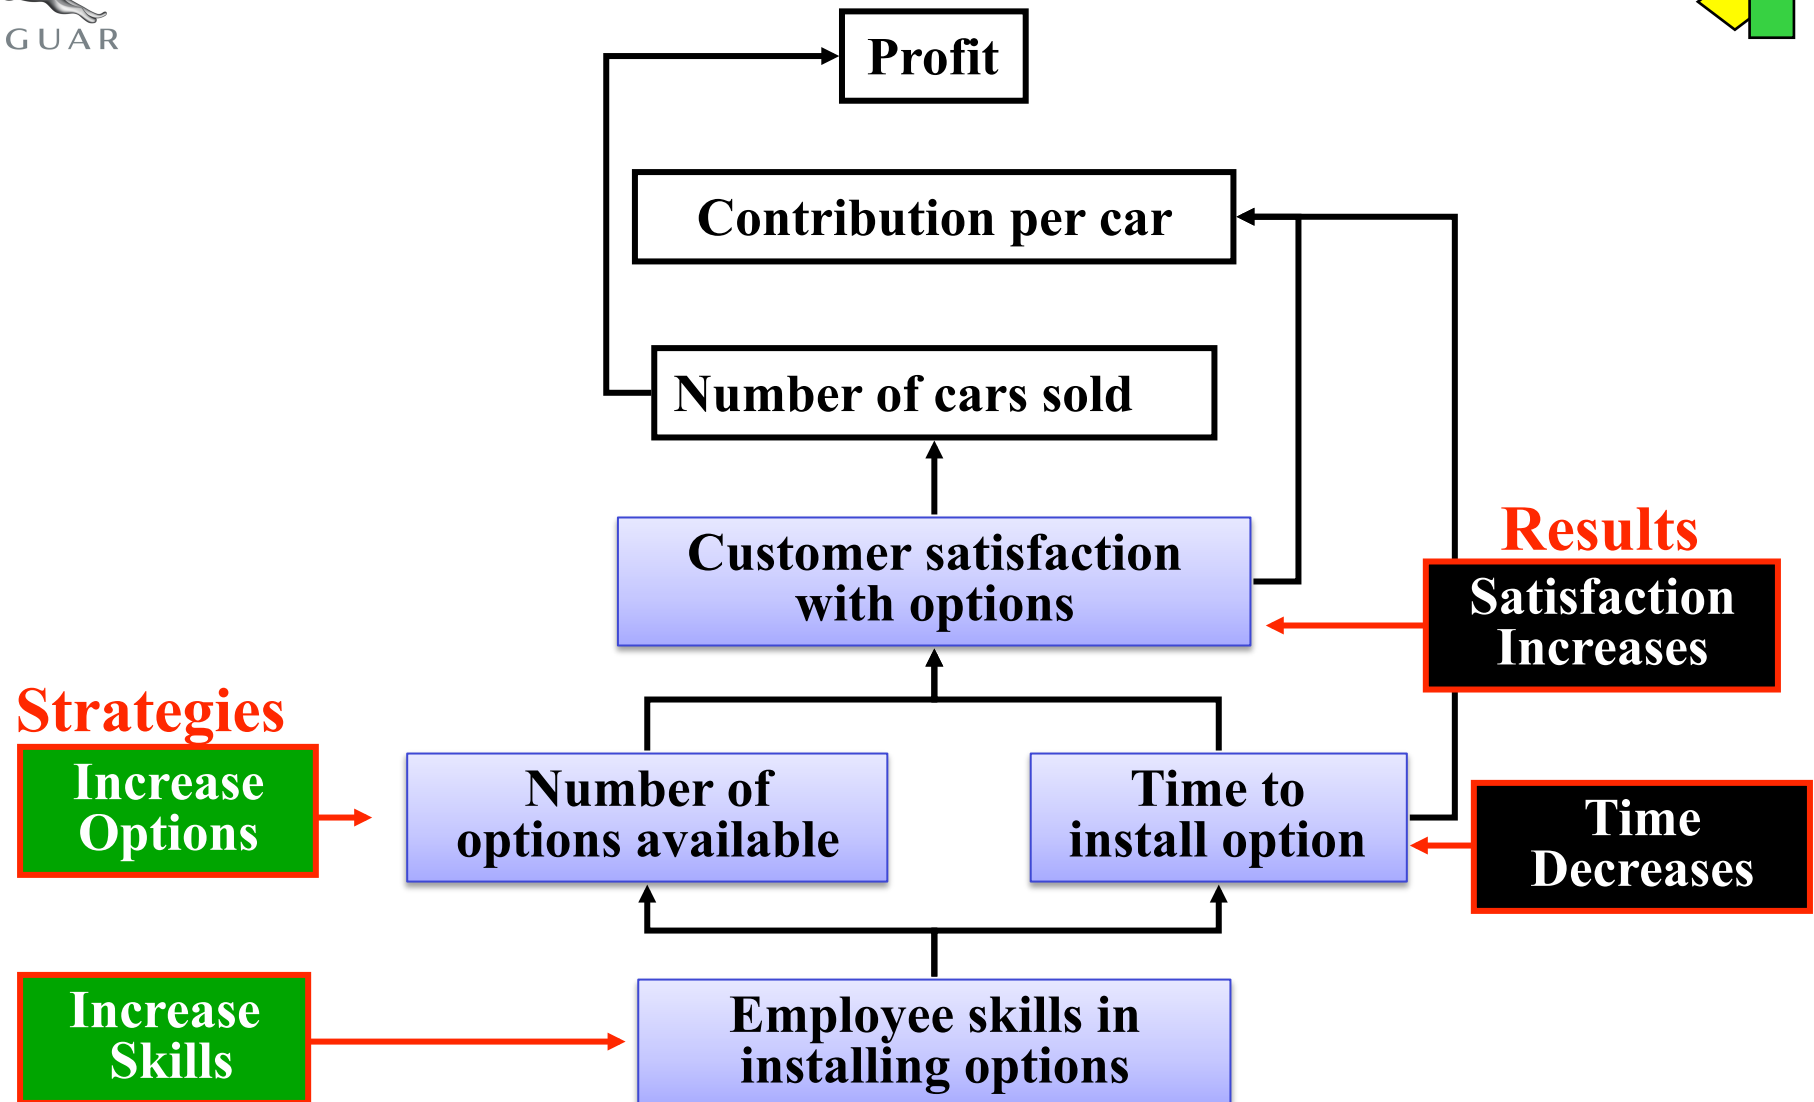 GUAR
Profit
Contribution per car
Number of cars sold
Customer satisfaction
with options
Results
Satisfaction
Increases
Strategies
Increase
Options
Number of
options available
Time to
install option
Time
Decreases
Increase
Skills
Employee skills in
installing options